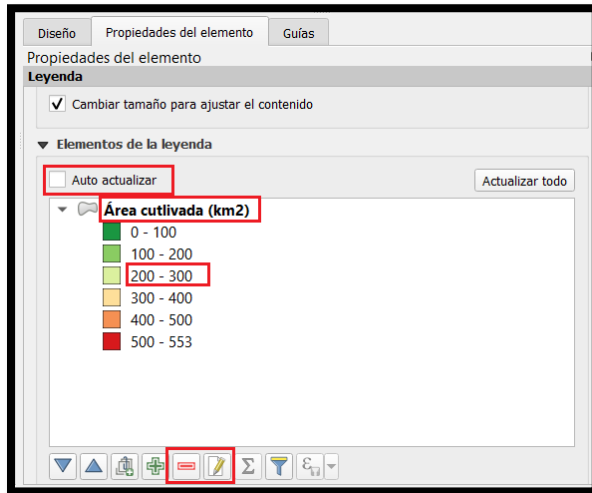 Diseño Propiedades del elemento Guías
Propiedades del elemento
Leyenda
Cambiar tamaño para ajustar el contenido
Elementos de la leyenda
Auto actualizar Actualizar todo
Área cutlivada (km2)
0 - 100
100 - 200
200 - 300
300 - 400
400 - 500
500 - 553
Σ ε